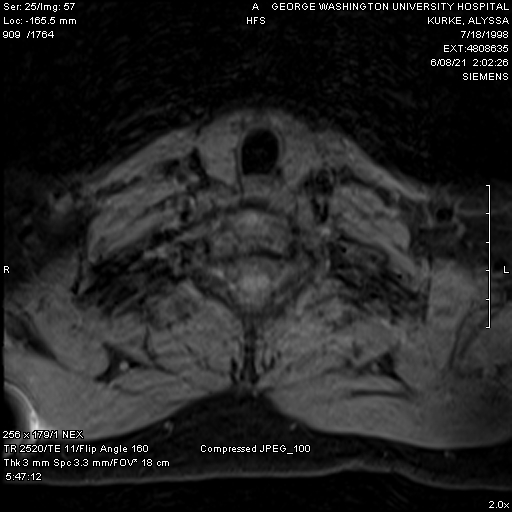 Ser: 25/Img: 57
Loc: -165.5 mm
909 /1764
A
HFS
GEORGE WASHINGTON UNIVERSITY HOSPITAL
KURKE, ALYSSA
7/18/1998
EXT:4808635
6/08/21 2:02:26
SIEMENS
R
L
256 x 179/1 NEX
TR 2520/TE 11/Flip Angle 160
Thk 3 mm Spc 3.3 mm/FOV* 18 cm
5:47:12
Compressed JPEG_100
2.0x